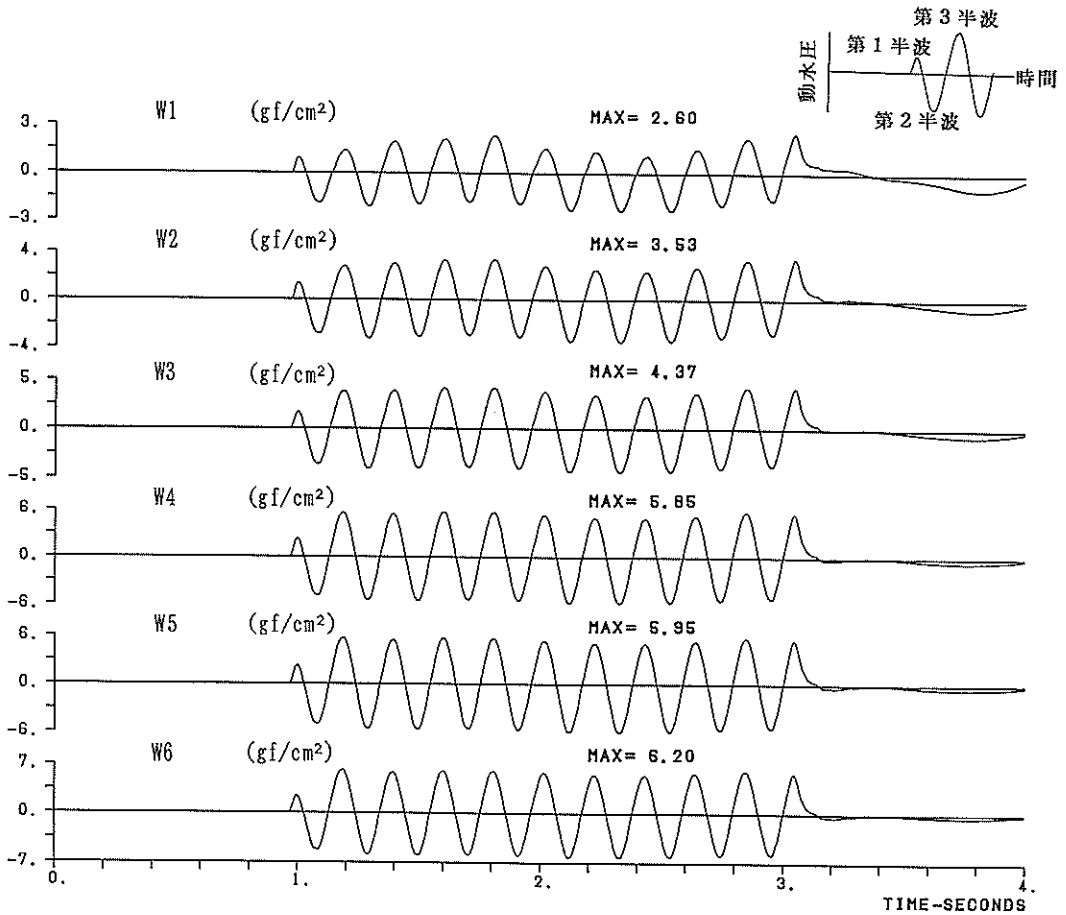 第3半波
第1半波
動水圧
時間
第2半波
W1 (gf/cm²) MAX= 2.60
3.
0.
-3.
W2 (gf/cm²) MAX= 3.53
4.
0.
-4.
W3 (gf/cm²) MAX= 4.37
5.
0.
-5.
W4 (gf/cm²) MAX= 5.85
6.
0.
-6.
W5 (gf/cm²) MAX= 5.95
6.
0.
-6.
W6 (gf/cm²) MAX= 6.20
7.
0.
-7.
0. 1. 2. 3. 4.
TIME-SECONDS